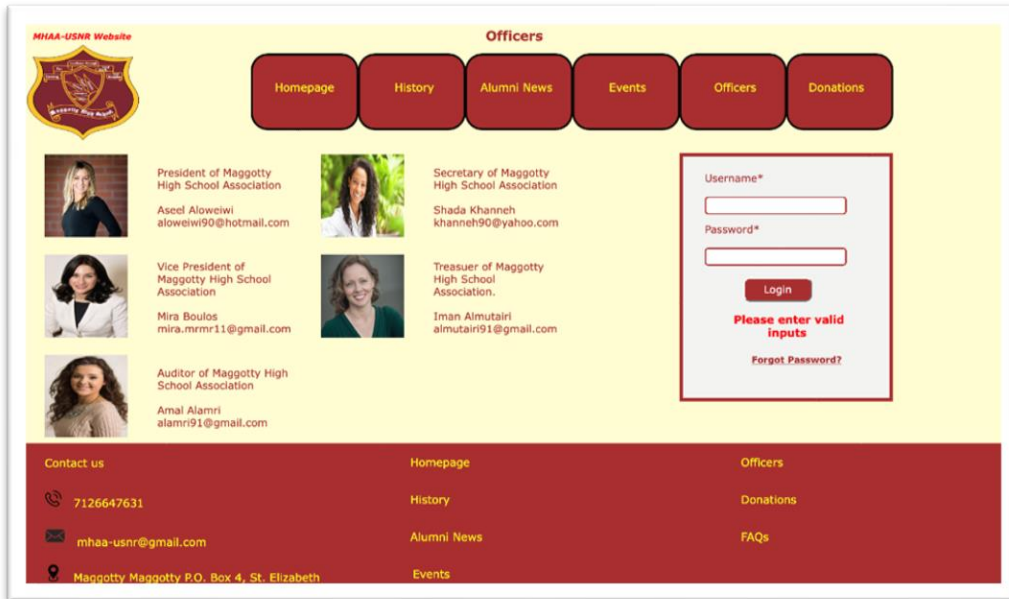 MHAA-USNR Website
Officers
Maggotty High School
Homepage
History
Alumni News
Events
Officers
Donations
President of Maggotty
High School Association
Aseel Aloweiwi
aloweiwi90@hotmail.com
Secretary of Maggotty
High School Association
Shada Khanneh
khanneh90@yahoo.com
Vice President of
Maggotty High School
Association
Mira Boulos
mira.mrmr11@gmail.com
Treasuer of Maggotty
High School
Association.
Iman Almutairi
almutairi91@gmail.com
Auditor of Maggotty High
School Association
Amal Alamri
alamri91@gmail.com
Username*
Password*
Login
Please enter valid
inputs
Forgot Password?
Contact us
7126647631
mhaa-usnr@gmail.com
Maggotty Maggotty P.O. Box 4, St. Elizabeth
Homepage
History
Alumni News
Events
Officers
Donations
FAQs